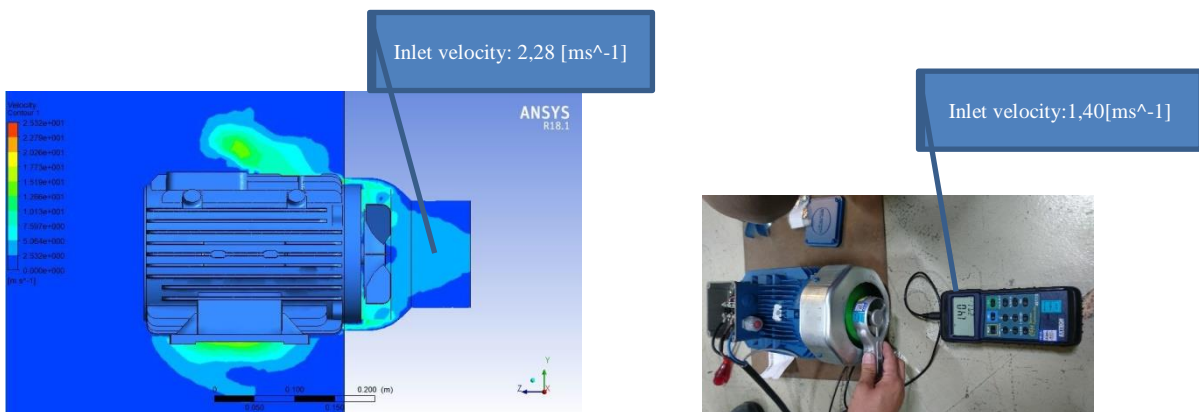 Inlet velocity: 2,28 [ms^-1]
Inlet velocity:1,40[ms^-1]
Velocity
Contour 1
2.532e+001
2.279e+001
2.026e+001
1.773e+001
1.519e+001
1.266e+001
1.013e+001
7.597e+000
5.064e+000
2.532e+000
0.000e+000
[m s^-1]
ANSYS
R18.1
0 0.100 0.200 (m)
0.050 0.150
Y
Z X
1.40
EXTECH